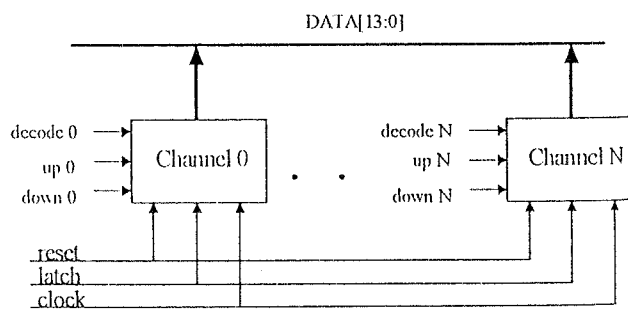 DATA[13:0]
decode 0
up 0
down 0
Channel 0
decode N
up N
down N
Channel N
reset
latch
clock